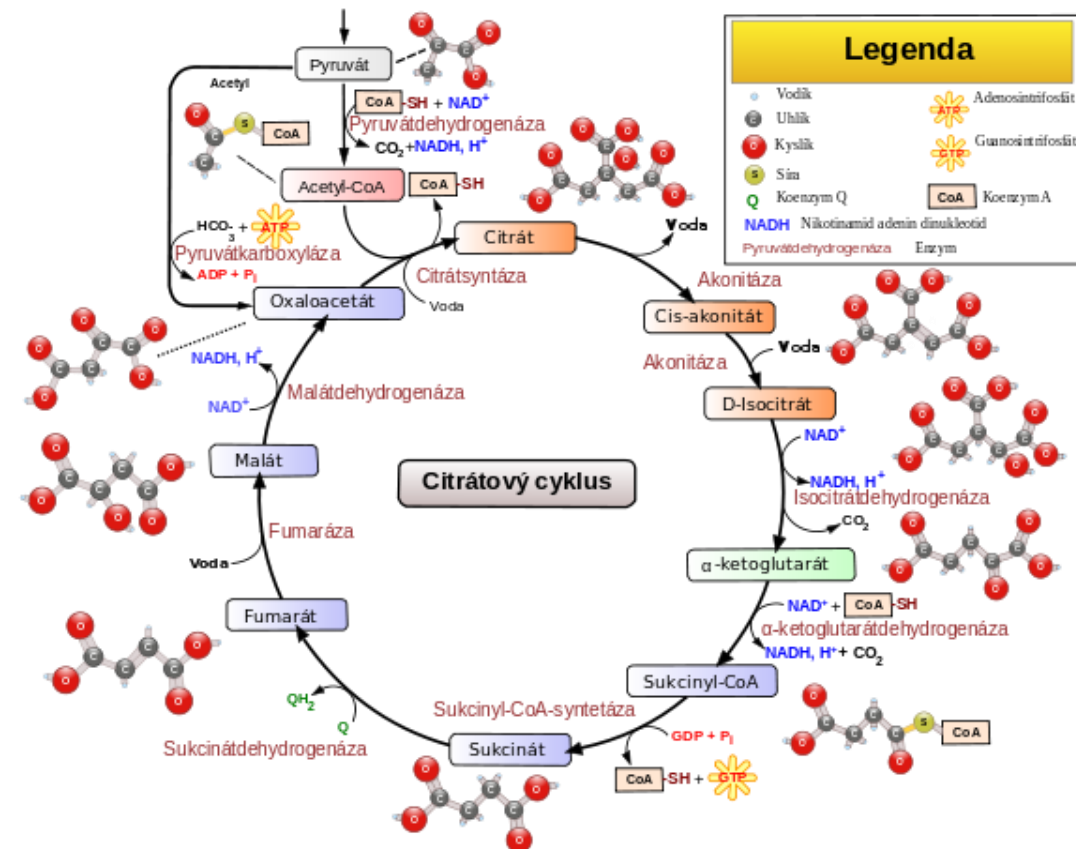 Legenda
Vodík
Uhlík
Kyslík
Síra
Q Koenzym Q
NADH Nikotinamid adenin dinukleotid
Pyruvátdehydrogenáza Enzym
ATP Adenosintrifosfát
GTP Guanosintrifosfát
CoA Koenzym A
Pyruvát
Acetyl
CoA-SH + NAD+
Pyruvátdehydrogenáza
CO2+NADH, H+
S CoA
Acetyl-CoA
CoA-SH
HCO3- + ATP
Pyruvátkarboxyláza
ADP + Pi
Citrát
Citrátsyntáza
Voda
Oxaloacetát
Voda
Akonitáza
Cis-akonitát
Akonitáza
Voda
D-Isocitrát
NAD+
NADH, H+
Isocitrátdehydrogenáza
CO2
α-ketoglutarát
NAD+ + CoA-SH
α-ketoglutarátdehydrogenáza
NADH, H+ + CO2
Sukcinyl-CoA
S CoA
Sukcinyl-CoA-syntetáza
GDP + Pi
CoA-SH + GTP
Sukcinát
QH2
Q
Sukcinátdehydrogenáza
Fumarát
Voda
Fumaráza
Malát
NAD+
Malátdehydrogenáza
NADH, H+
Citrátový cyklus